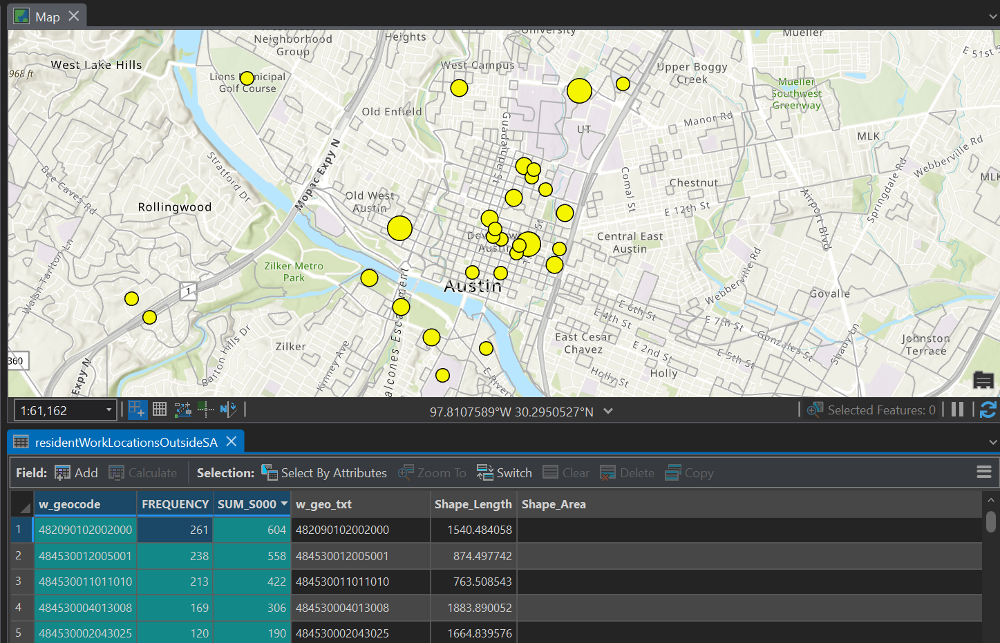 Map
Neighborhood
Group
Heights
University
Mueller
E 51st S
West Lake Hills
968 ft
Lions Municipal
Golf Course
West Campus
Upper Boggy
Creek
Mueller
Southwest
Greenway
Old Enfield
Guadalupe St
UT
Manor Rd
MLK
Webberville Rd
Bee Caves Rd
Stratford Dr
Mopac Expy N
Comal St
Springdale Rd
MLK
Chestnut
Rollingwood
Old West
Austin
E 12th St
Airport Blvd
Central East
Austin
Walsh Tarlton Ln
Zilker Metro
Park
1
Austin
Webberville Rd
Govalle
E 6th St
E 7th St
E 4th St
Gonzales St
Shady Ln
Barton Hills Dr
Zilker
Kinney Ave
East Cesar
Chavez
E 2nd St
E 5th St
Johnston
Terrace
360
Expy N
alcones Escarpment
E River
Holly St
Holly
1:61,162
97.8107589°W 30.2950527°N
Selected Features: 0
residentWorkLocationsOutsideSA
Field: Add Calculate Selection: Select By Attributes Zoom To Switch Clear Delete Copy
w_geocode FREQUENCY SUM_S000 w_geo_txt Shape_Length Shape_Area
1 482090102002000 261 604 482090102002000 1540.484058
2 484530012005001 238 558 484530012005001 874.497742
3 484530011011010 213 422 484530011011010 763.508543
4 484530004013008 169 306 484530004013008 1883.890052
5 484530002043025 120 190 484530002043025 1664.839576